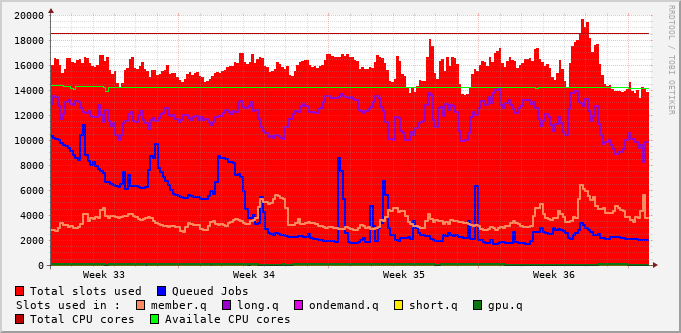 20000
18000
16000
14000
12000
10000
8000
6000
4000
2000
0
Week 33 Week 34 Week 35 Week 36
RRDTOOL / TOBI OETIKER
Total slots used Queued Jobs
Slots used in : member.q long.q ondemand.q short.q gpu.q
Total CPU cores Availale CPU cores